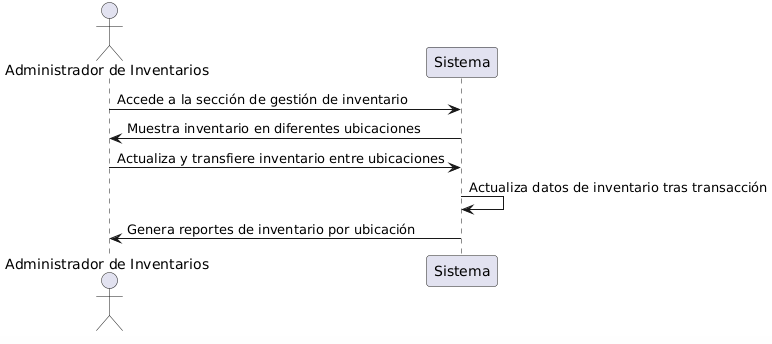 Administrador de Inventarios
Sistema
Accede a la sección de gestión de inventario
Muestra inventario en diferentes ubicaciones
Actualiza y transfiere inventario entre ubicaciones
Actualiza datos de inventario tras transacción
Genera reportes de inventario por ubicación
Administrador de Inventarios
Sistema